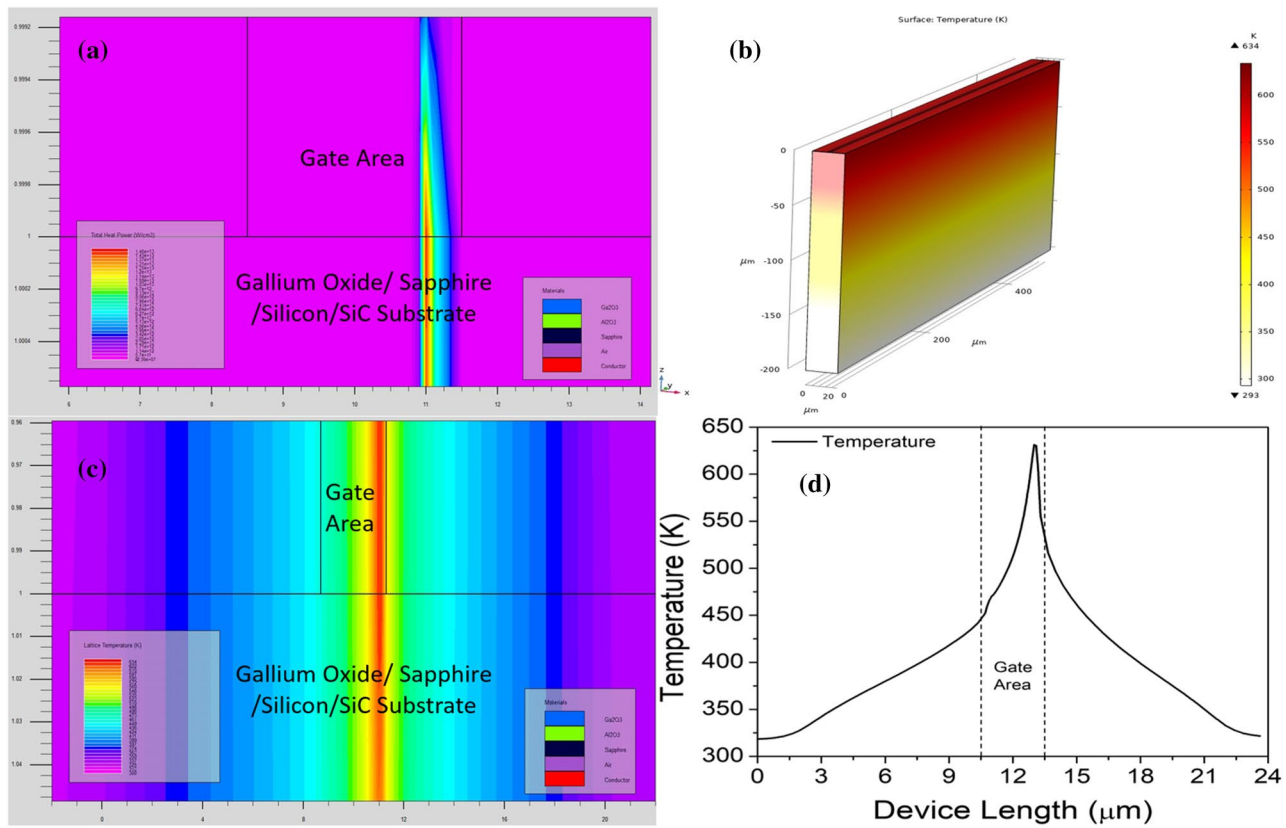 (a)
0.9992
0.9994
0.9996
0.9998
1
1.0002
1.0004
Gate Area
Total Heat Power (W/cm3)
Gallium Oxide/ Sapphire
/Silicon/SiC Substrate
Materials
Ga2O3
Al2O3
Sapphire
Air
Conductor
6
7
8
9
10
11
12
13
14
z
y
x
(b)
Surface: Temperature (K)
0
-50
-100
-150
-200
μm
0
20
μm
0
200
400
μm
K
▲ 634
600
550
500
450
400
350
300
▼ 293
(c)
0.96
0.97
0.98
0.99
1
1.01
1.02
1.03
1.04
Gate
Area
Lattice Temperature (K)
Gallium Oxide/ Sapphire
/Silicon/SiC Substrate
Materials
Ga2O3
Al2O3
Sapphire
Air
Conductor
0
4
8
12
16
20
(d)
Temperature
650
600
550
500
450
400
350
300
Temperature (K)
Gate
Area
0
3
6
9
12
15
18
21
24
Device Length (μm)